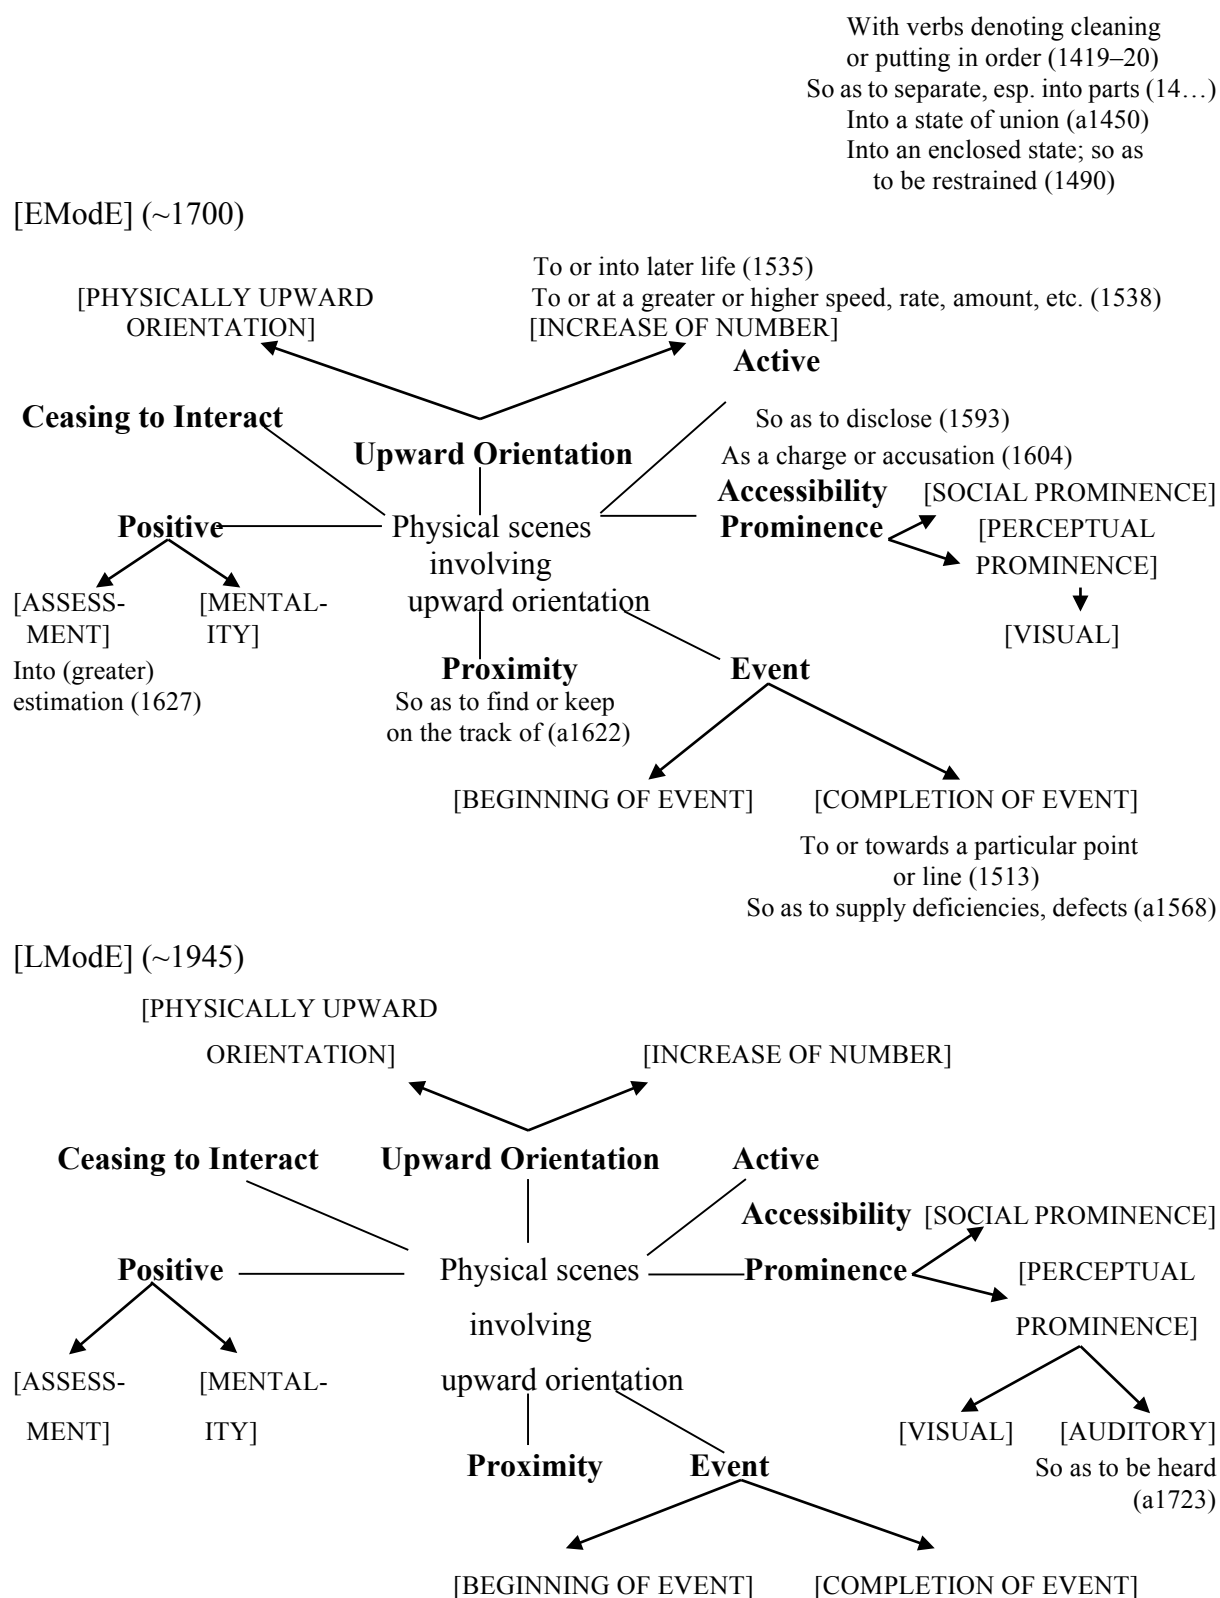 With verbs denoting cleaning
or putting in order (1419–20)
So as to separate, esp. into parts (14…)
Into a state of union (a1450)
Into an enclosed state; so as
to be restrained (1490)
[EModE] (~1700)
To or into later life (1535)
[PHYSICALLY UPWARD
To or at a greater or higher speed, rate, amount, etc. (1538)
ORIENTATION]
[INCREASE OF NUMBER]
Active
Ceasing to Interact
So as to disclose (1593)
Upward Orientation
As a charge or accusation (1604)
Accessibility
[SOCIAL PROMINENCE]
Positive
Physical scenes
Prominence
[PERCEPTUAL
involving
PROMINENCE]
upward orientation
[ASSESS-
[MENTAL-
MENT]
ITY]
[VISUAL]
Into (greater)
estimation (1627)
Proximity
Event
So as to find or keep
on the track of (a1622)
[BEGINNING OF EVENT]
[COMPLETION OF EVENT]
To or towards a particular point
or line (1513)
So as to supply deficiencies, defects (a1568)
[LModE] (~1945)
[PHYSICALLY UPWARD
ORIENTATION]
[INCREASE OF NUMBER]
Ceasing to Interact
Upward Orientation
Active
Accessibility
[SOCIAL PROMINENCE]
Positive
Physical scenes
Prominence
[PERCEPTUAL
involving
PROMINENCE]
[ASSESS-
[MENTAL-
upward orientation
MENT]
ITY]
[VISUAL]
[AUDITORY]
Proximity
Event
So as to be heard
(a1723)
[BEGINNING OF EVENT]
[COMPLETION OF EVENT]